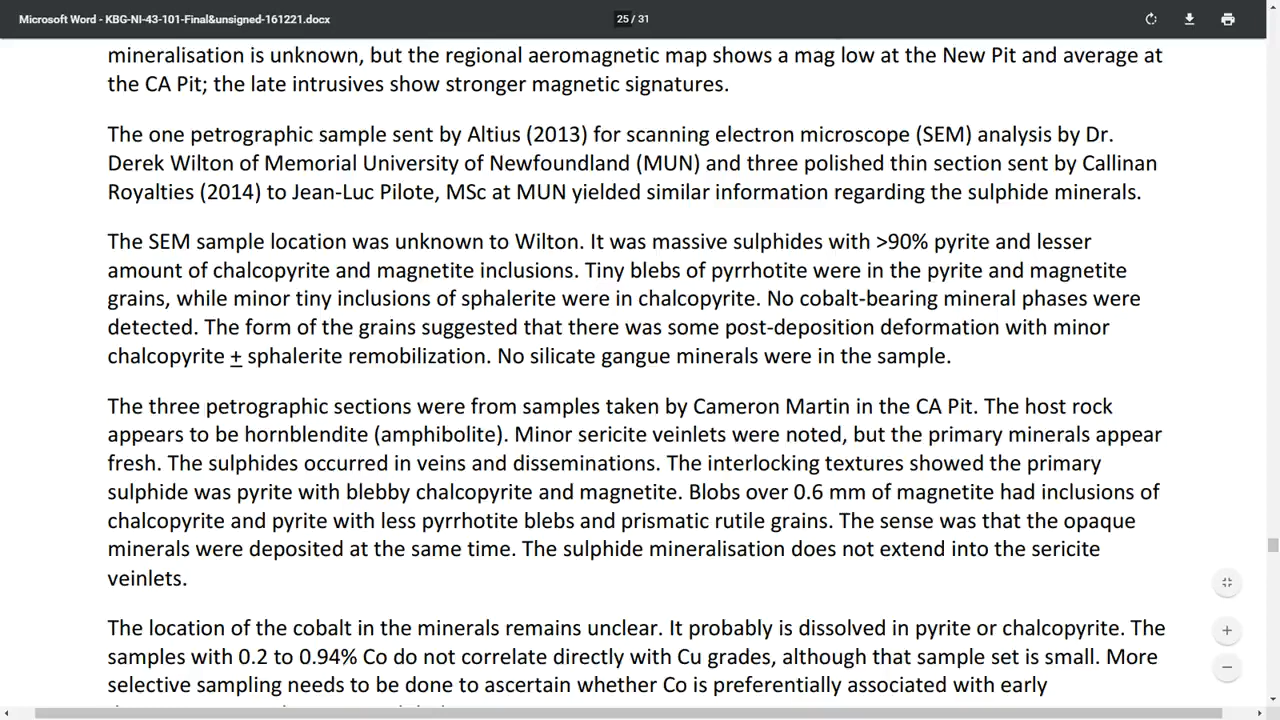 Microsoft Word - KBG-NI-43-101-Final&unsigned-161221.docx
25 / 31
mineralisation is unknown, but the regional aeromagnetic map shows a mag low at the New Pit and average at
the CA Pit; the late intrusives show stronger magnetic signatures.
The one petrographic sample sent by Altius (2013) for scanning electron microscope (SEM) analysis by Dr.
Derek Wilton of Memorial University of Newfoundland (MUN) and three polished thin section sent by Callinan
Royalties (2014) to Jean-Luc Pilote, MSc at MUN yielded similar information regarding the sulphide minerals.
The SEM sample location was unknown to Wilton. It was massive sulphides with >90% pyrite and lesser
amount of chalcopyrite and magnetite inclusions. Tiny blebs of pyrrhotite were in the pyrite and magnetite
grains, while minor tiny inclusions of sphalerite were in chalcopyrite. No cobalt-bearing mineral phases were
detected. The form of the grains suggested that there was some post-deposition deformation with minor
chalcopyrite ± sphalerite remobilization. No silicate gangue minerals were in the sample.
The three petrographic sections were from samples taken by Cameron Martin in the CA Pit. The host rock
appears to be hornblendite (amphibolite). Minor sericite veinlets were noted, but the primary minerals appear
fresh. The sulphides occurred in veins and disseminations. The interlocking textures showed the primary
sulphide was pyrite with blebby chalcopyrite and magnetite. Blobs over 0.6 mm of magnetite had inclusions of
chalcopyrite and pyrite with less pyrrhotite blebs and prismatic rutile grains. The sense was that the opaque
minerals were deposited at the same time. The sulphide mineralisation does not extend into the sericite
veinlets.
The location of the cobalt in the minerals remains unclear. It probably is dissolved in pyrite or chalcopyrite. The
samples with 0.2 to 0.94% Co do not correlate directly with Cu grades, although that sample set is small. More
selective sampling needs to be done to ascertain whether Co is preferentially associated with early